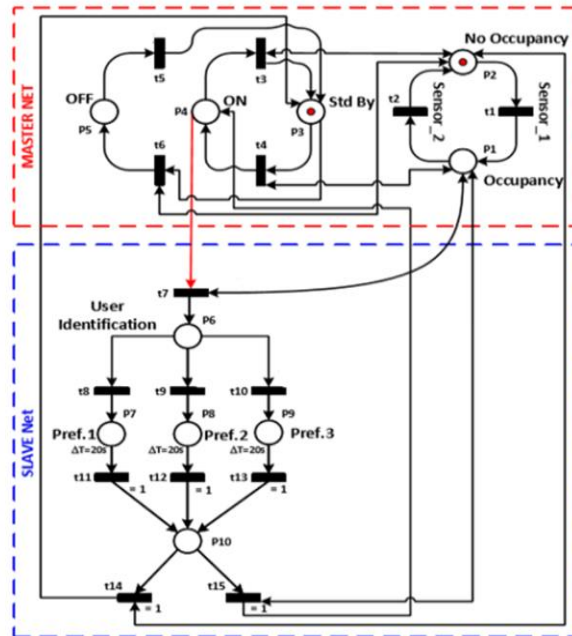 MASTER NET
No Occupancy
P2
t5
t3
OFF
P5
P4
ON
Std By
P3
t2
Sensor_2
t1
Sensor_1
t6
t4
P1
Occupancy
SLAVE Net
t7
User
Identification
P6
t8
t9
t10
P7
P8
P9
Pref.1
Pref.2
Pref.3
ΔT=20s
ΔT=20s
ΔT=20s
t11
t12
t13
= 1
= 1
= 1
P10
t14
t15
= 1
= 1